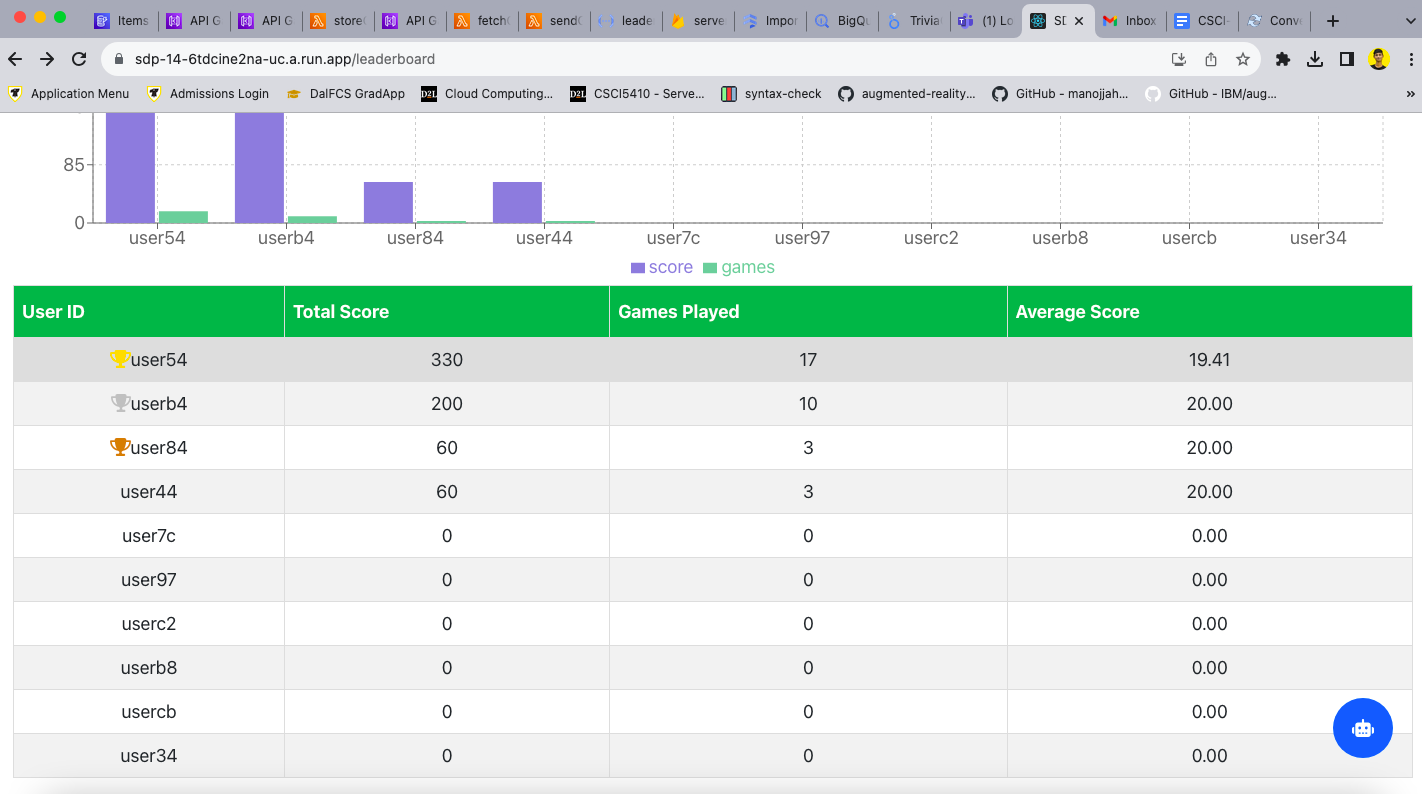 Items API G API G store( API G fetch( send( leade serve Impor BigQu Trivia (1) Lo SD Inbox CSCI- Conve
sdp-14-6tdcine2na-uc.a.run.app/leaderboard
Application Menu Admissions Login DalFCS GradApp D2L Cloud Computing... D2L CSCI5410 - Serve... syntax-check augmented-reality... GitHub - manojjah... GitHub - IBM/aug... »
85
0
user54 userb4 user84 user44 user7c user97 userc2 userb8 usercb user34
score games
User ID Total Score Games Played Average Score
user54 330 17 19.41
userb4 200 10 20.00
user84 60 3 20.00
user44 60 3 20.00
user7c 0 0 0.00
user97 0 0 0.00
userc2 0 0 0.00
userb8 0 0 0.00
usercb 0 0 0.00
user34 0 0 0.00